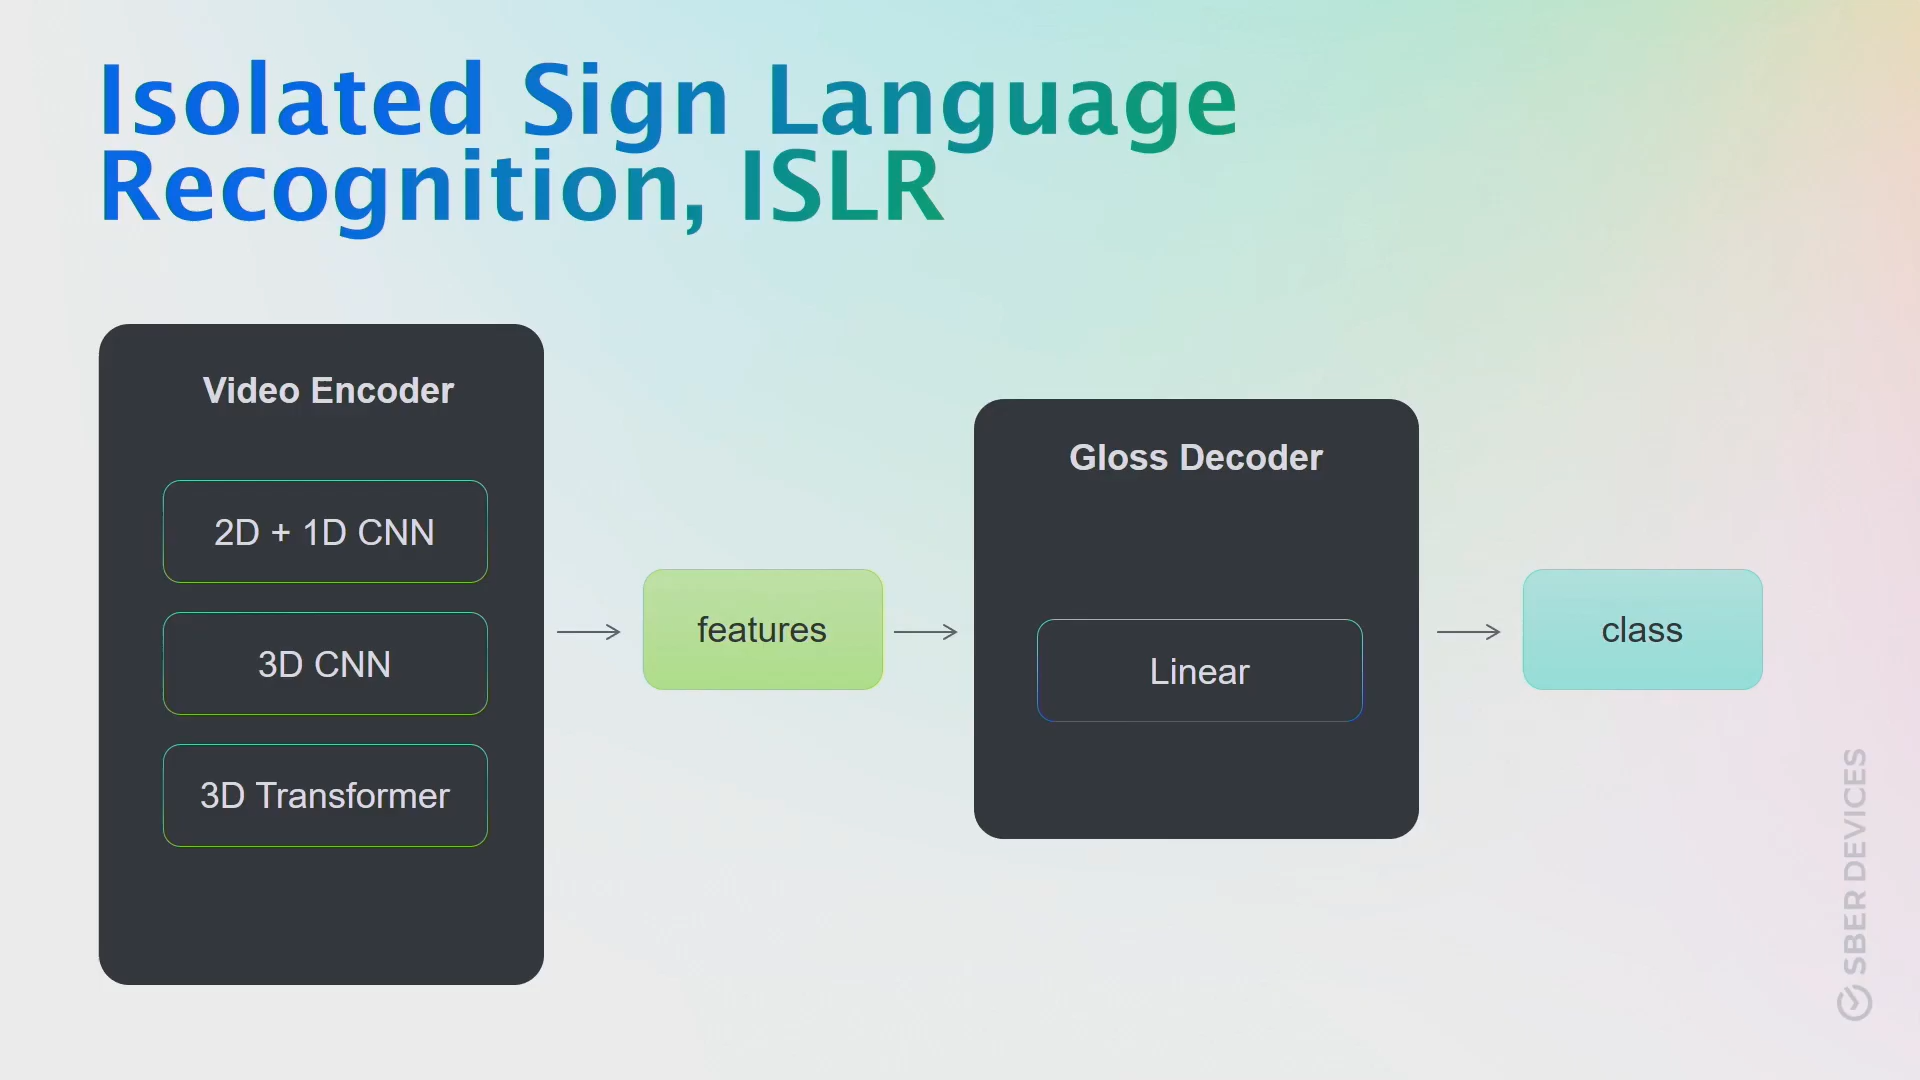 Isolated Sign Language
Recognition, ISLR
Video Encoder
2D + 1D CNN
3D CNN
3D Transformer
features
Gloss Decoder
Linear
class
SBER DEVICES